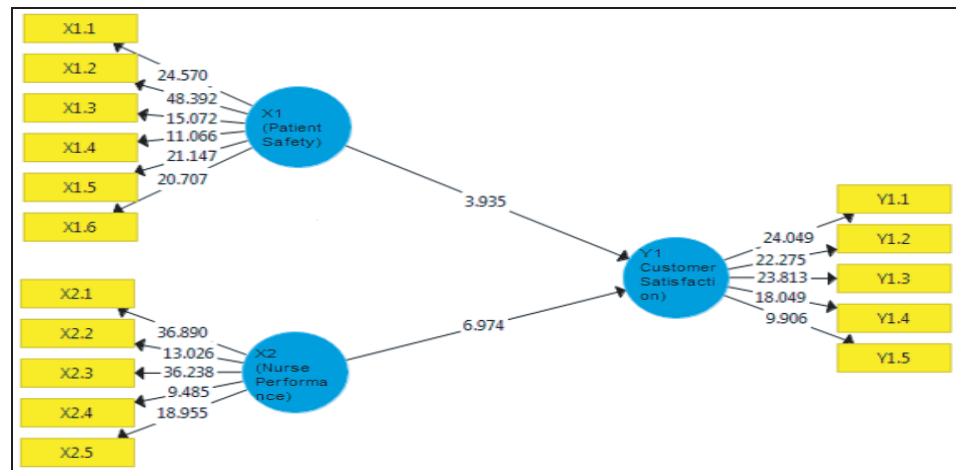 X1.1
X1.2
X1.3
X1.4
X1.5
X1.6
24.570
48.392
15.072
11.066
21.147
20.707
X1
(Patient
Safety)
3.935
X2.1
X2.2
X2.3
X2.4
X2.5
36.890
13.026
36.238
9.485
18.955
X2
(Nurse
Performa
nce)
6.974
Y1
Customer
Satisfacti
on)
24.049
22.275
23.813
18.049
9.906
Y1.1
Y1.2
Y1.3
Y1.4
Y1.5